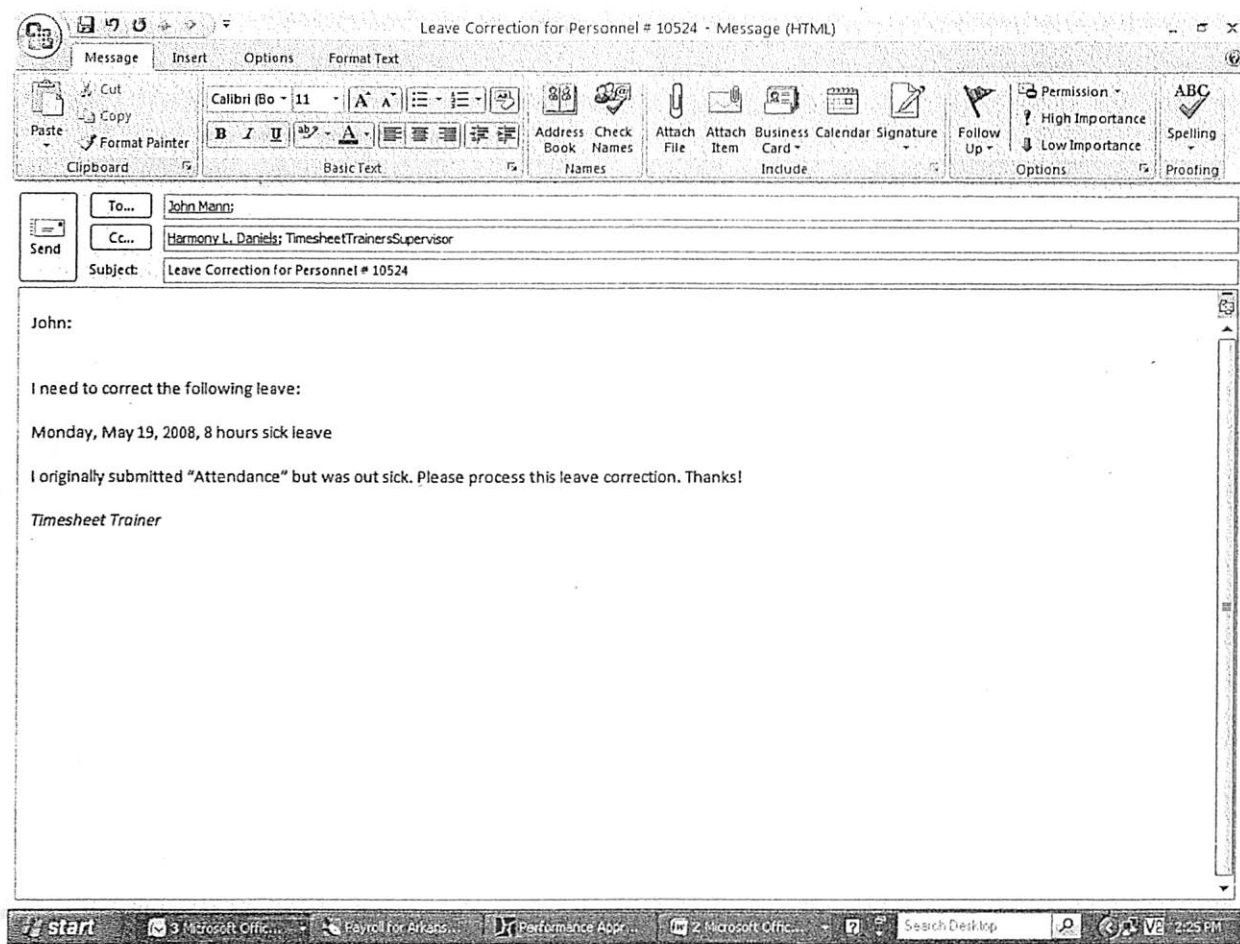 Leave Correction for Personnel # 10524 - Message (HTML)
Message Insert Options Format Text
Cut
Copy
Format Painter
Paste
Clipboard
Calibri (Bo 11
B I U
Basic Text
Address Book
Check Names
Names
Attach File
Attach Item
Business Card
Calendar
Signature
Include
Follow Up
Permission
High Importance
Low Importance
Options
ABC
Spelling
Proofing
Send
To... John Mann;
Cc... Harmony L. Daniels; TimesheetTrainersSupervisor
Subject: Leave Correction for Personnel # 10524
John:
I need to correct the following leave:
Monday, May 19, 2008, 8 hours sick leave
I originally submitted "Attendance" but was out sick. Please process this leave correction. Thanks!
Timesheet Trainer
start 3 Microsoft Offic... Payroll for Arkans... Performance Appr... 2 Microsoft Offic... Search Desktop 2:25 PM